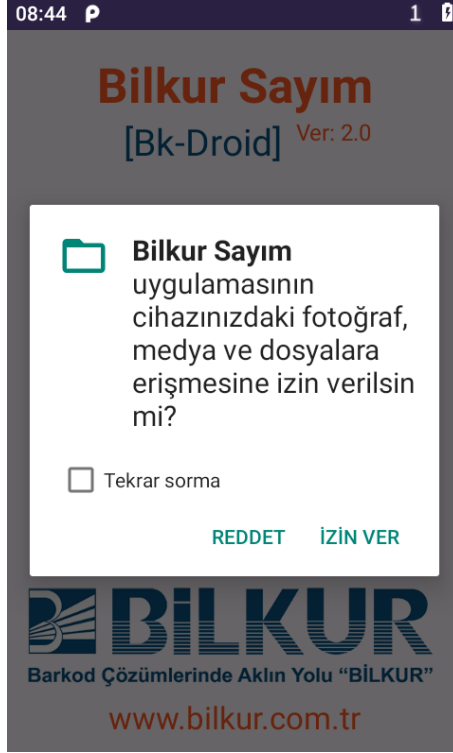 08:44
1
Bilkur Sayım
[Bk-Droid] Ver: 2.0
Bilkur Sayım
uygulamasının
cihazınızdaki fotoğraf,
medya ve dosyalara
erişmesine izin verilsin
mi?
Tekrar sorma
REDDET İZİN VER
BİLKUR
Barkod Çözümlerinde Aklın Yolu “BİLKUR”
www.bilkur.com.tr